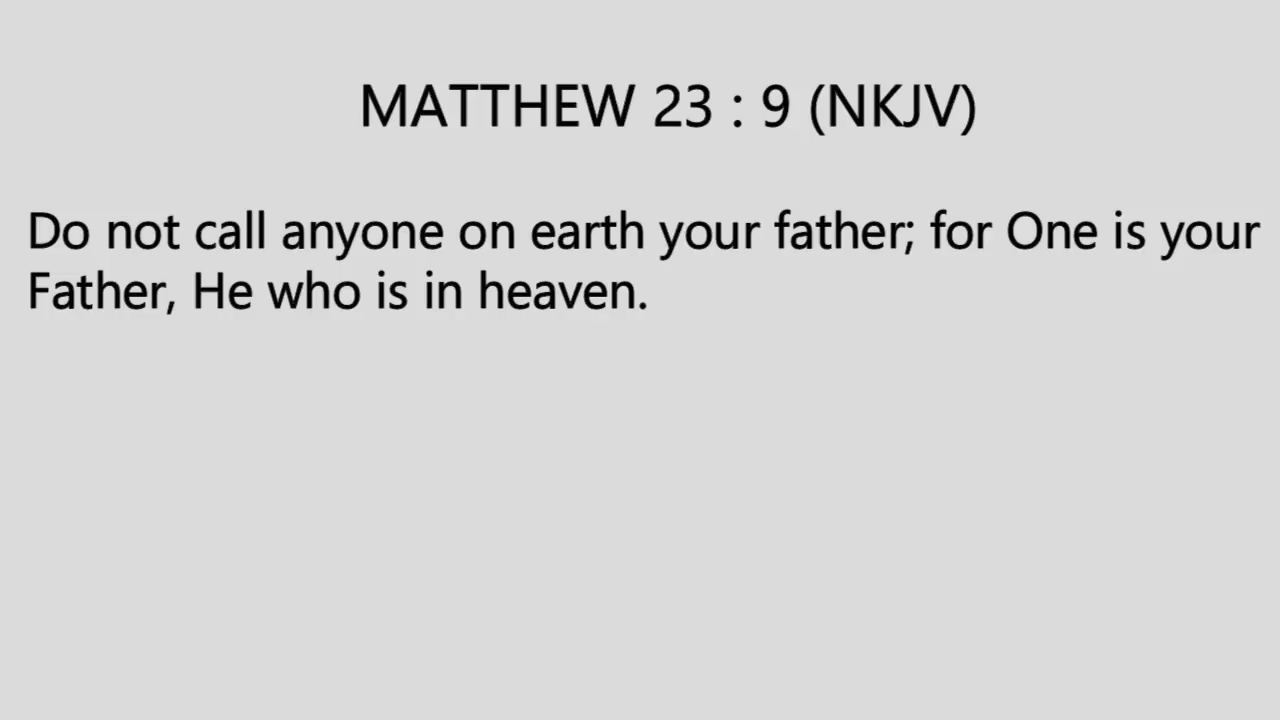 MATTHEW 23 : 9 (NKJV)
Do not call anyone on earth your father; for One is your
Father, He who is in heaven.